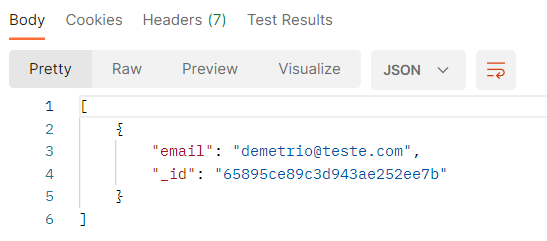 Body Cookies Headers (7) Test Results
Pretty Raw Preview Visualize JSON
1 [
2 {
3 "email": "demetrio@teste.com",
4 "_id": "65895ce89c3d943ae252ee7b"
5 }
6 ]